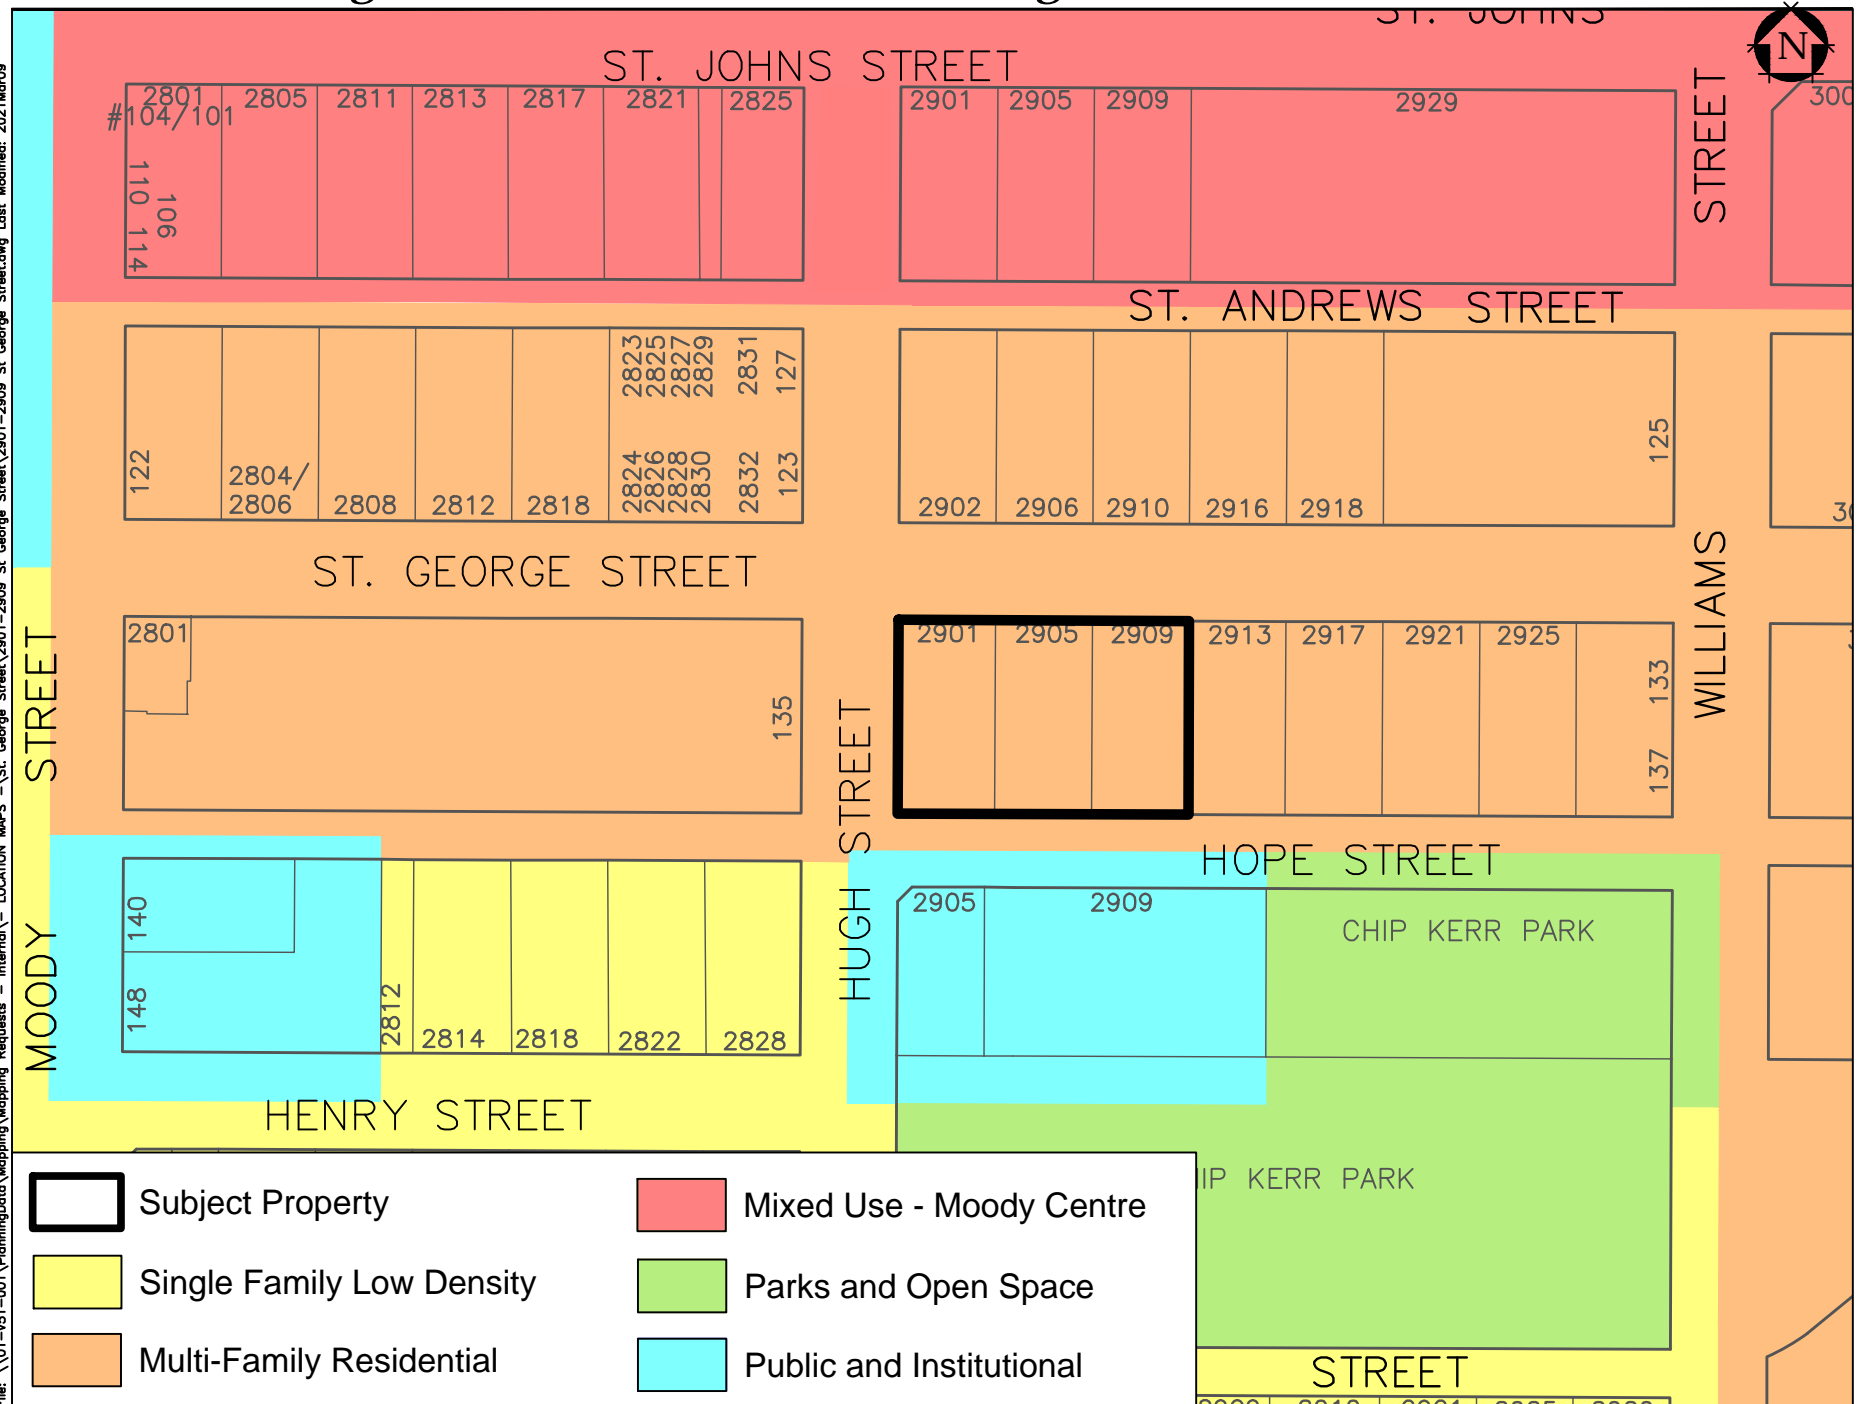 ST. JOHNS
N
ST. JOHNS STREET
STREET
2801 2805 2811 2813 2817 2821 2825
#104/101
2901 2905 2909 2929
110 106
114
ST. ANDREWS STREET
2823 2825 2827 2829 2831 127
122
2804/
2806 2808 2812 2818
2824 2826 2828 2830 2832 123
125
2902 2906 2910 2916 2918
ST. GEORGE STREET
WILLIAMS
STREET
2801
135
2901 2905 2909 2913 2917 2921 2925
133
137
HUGH STREET
HOPE STREET
MOODY
140
148
2812
2814 2818 2822 2828
2905 2909
CHIP KERR PARK
HENRY STREET
KERR PARK
STREET
Subject Property
Single Family Low Density
Multi-Family Residential
Mixed Use - Moody Centre
Parks and Open Space
Public and Institutional